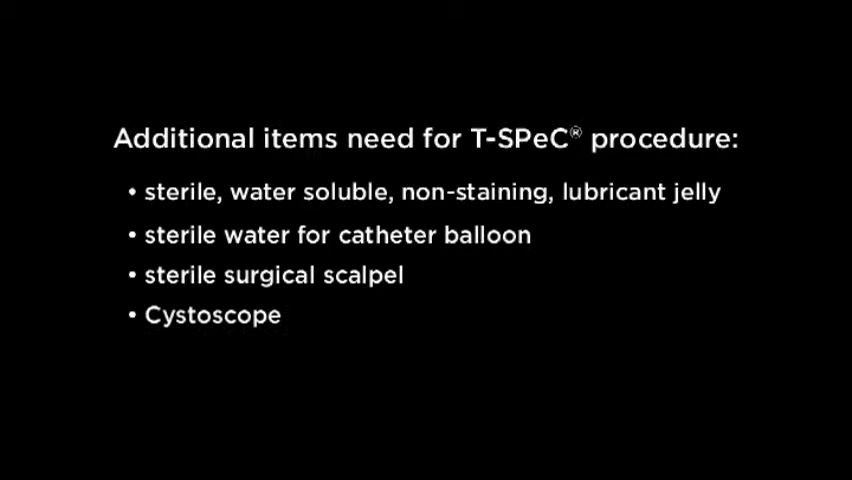 Additional items need for T-SPeC® procedure:
• sterile, water soluble, non-staining, lubricant jelly
• sterile water for catheter balloon
• sterile surgical scalpel
• Cystoscope